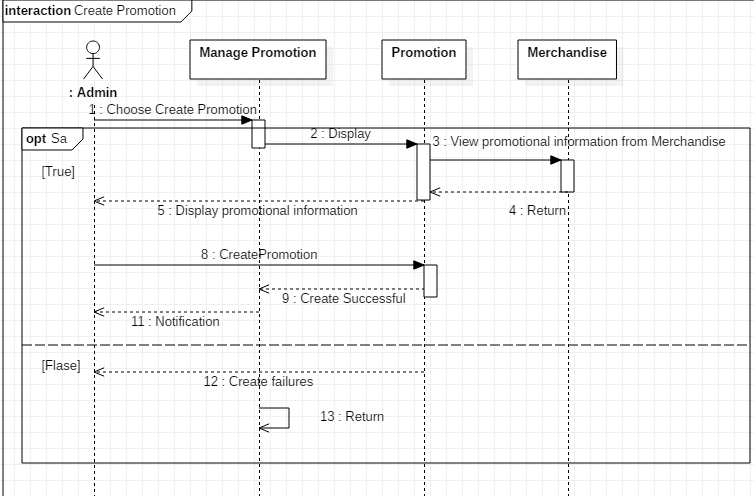 interaction Create Promotion
Manage Promotion
Promotion
Merchandise
: Admin
1 : Choose Create Promotion
opt Sa
2 : Display
3 : View promotional information from Merchandise
[True]
5 : Display promotional information
4 : Return
8 : CreatePromotion
9 : Create Successful
11 : Notification
[Flase]
12 : Create failures
13 : Return